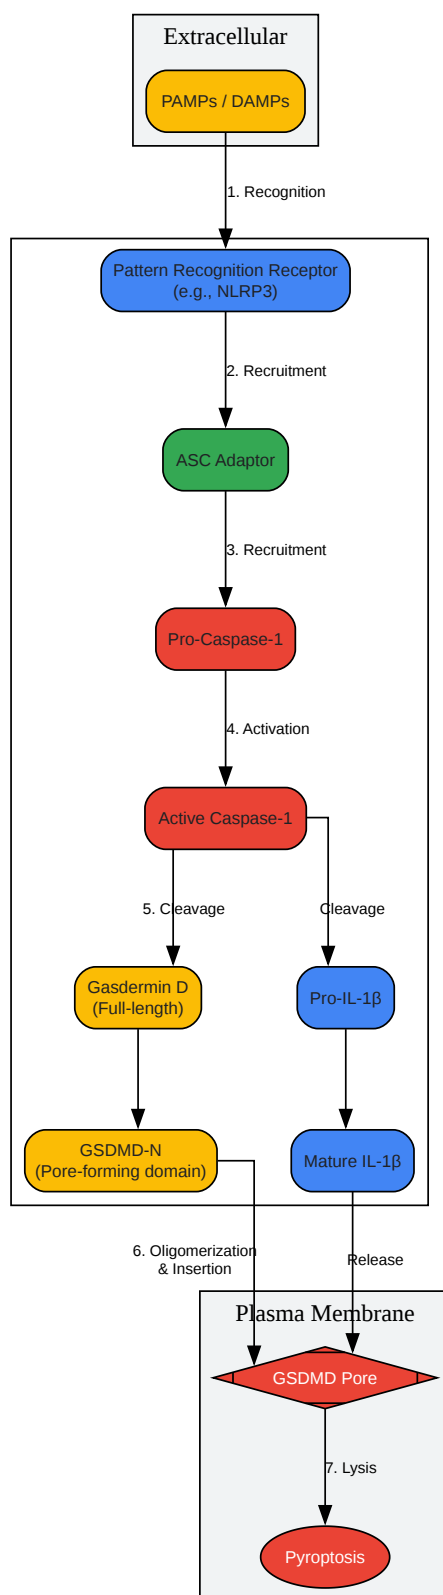 Extracellular
PAMPs / DAMPs
1. Recognition
Pattern Recognition Receptor
(e.g., NLRP3)
2. Recruitment
ASC Adaptor
3. Recruitment
Pro-Caspase-1
4. Activation
Active Caspase-1
5. Cleavage
Cleavage
Gasdermin D
(Full-length)
Pro-IL-1β
GSDMD-N
(Pore-forming domain)
Mature IL-1β
6. Oligomerization
& Insertion
Release
Plasma Membrane
GSDMD Pore
7. Lysis
Pyroptosis